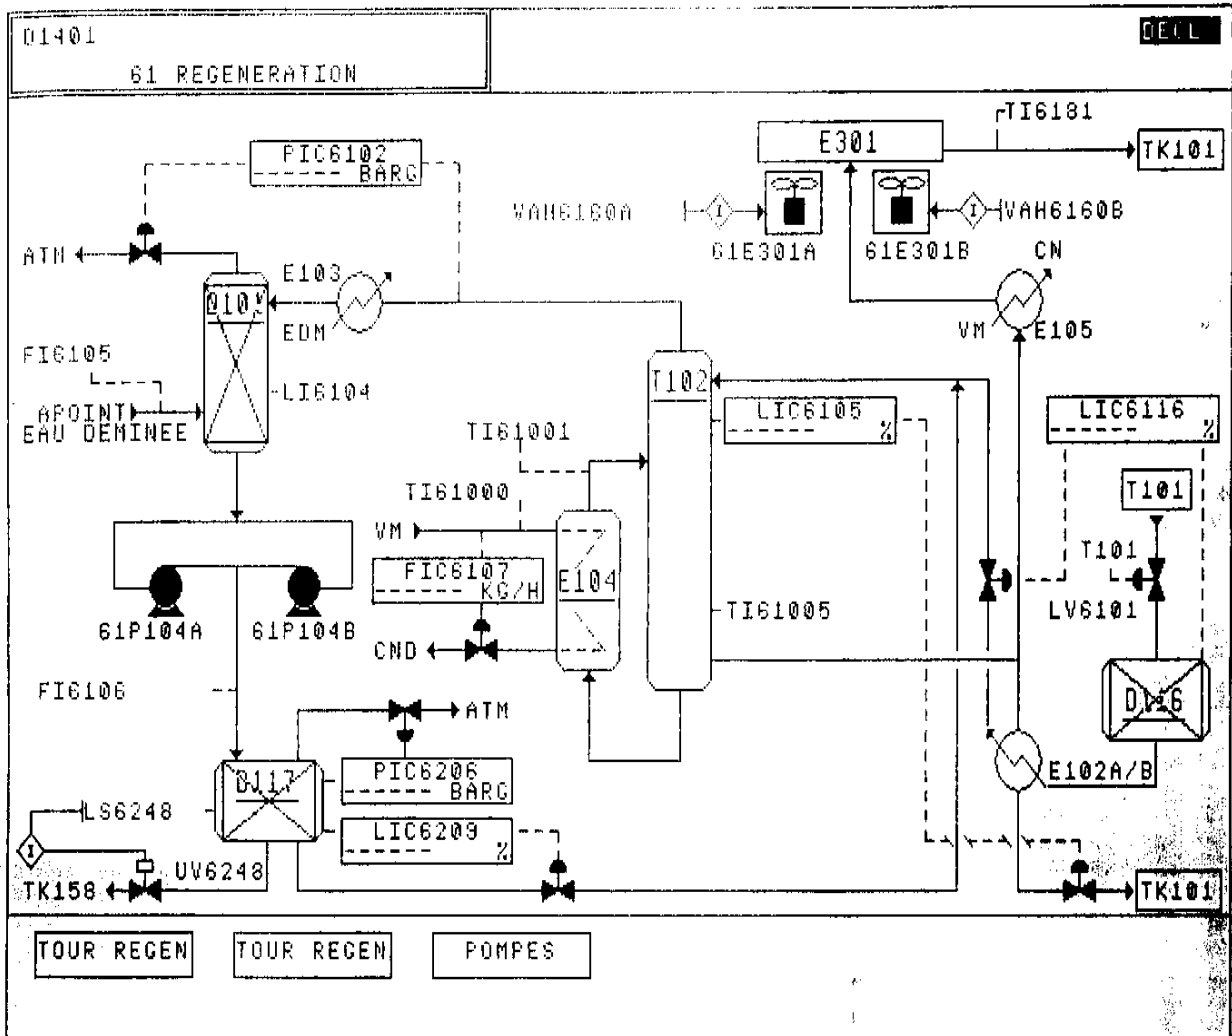 D1401
DECL
61 REGENERATION
TI6181
PIC6102
------ BARG
E301
TK101
VAH6160A
I
I
VAH6160B
61E301A
61E301B
CN
ATM
E103
EDM
VM
E105
FI6105
LI6104
T102
APOINT
EAU DEMINEE
LIC6105
------ %
LIC6116
------ %
TI61001
TI61000
T101
VM
FIC6107
------ KG/H
E104
T101
LV6101
61P104A
61P104B
TI61005
CND
FI6106
ATM
PIC6206
------ BARG
E102A/B
LS6248
LIC6209
------ %
I
UV6248
TK158
TK101
TOUR REGEN
TOUR REGEN
POMPES